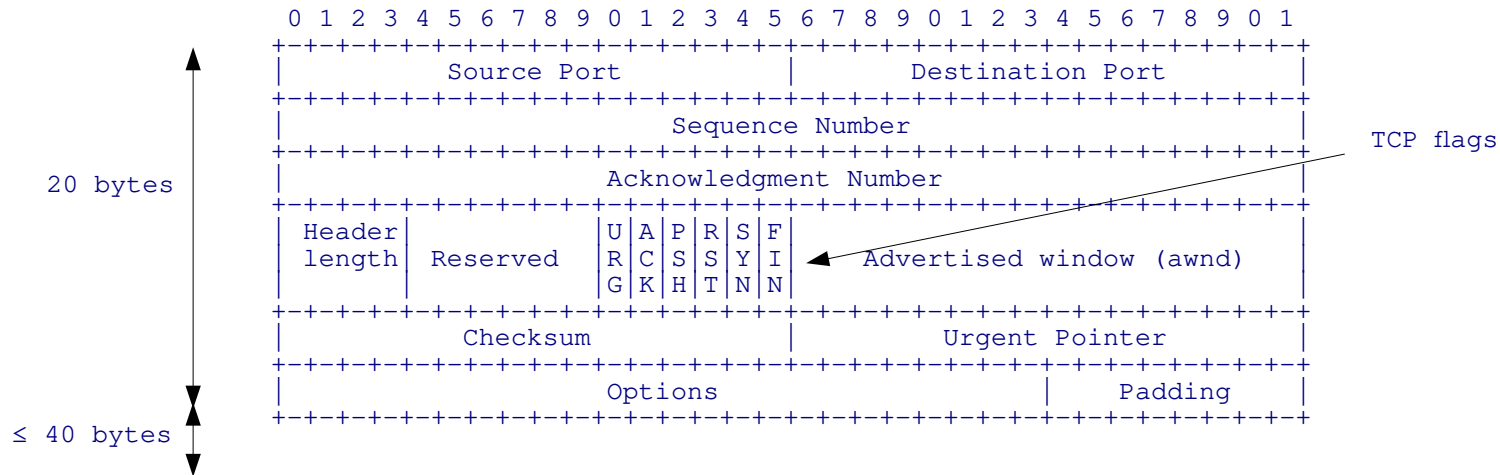 0 1 2 3 4 5 6 7 8 9 0 1 2 3 4 5 6 7 8 9 0 1 2 3 4 5 6 7 8 9 0 1
+-+-+-+-+-+-+-+-+-+-+-+-+-+-+-+-+-+-+-+-+-+-+-+-+-+-+-+-+-+-+-+-+
| Source Port | Destination Port |
+-+-+-+-+-+-+-+-+-+-+-+-+-+-+-+-+-+-+-+-+-+-+-+-+-+-+-+-+-+-+-+-+
| Sequence Number |
+-+-+-+-+-+-+-+-+-+-+-+-+-+-+-+-+-+-+-+-+-+-+-+-+-+-+-+-+-+-+-+-+
TCP flags
20 bytes
| Acknowledgment Number |
+-+-+-+-+-+-+-+-+-+-+-+-+-+-+-+-+-+-+-+-+-+-+-+-+-+-+-+-+-+-+-+-+
| Header | |U|A|P|R|S|F| |
| length| Reserved |R|C|S|S|Y|I| Advertised window (awnd) |
| | |G|K|H|T|N|N| |
+-+-+-+-+-+-+-+-+-+-+-+-+-+-+-+-+-+-+-+-+-+-+-+-+-+-+-+-+-+-+-+-+
| Checksum | Urgent Pointer |
+-+-+-+-+-+-+-+-+-+-+-+-+-+-+-+-+-+-+-+-+-+-+-+-+-+-+-+-+-+-+-+-+
| Options | Padding |
+-+-+-+-+-+-+-+-+-+-+-+-+-+-+-+-+-+-+-+-+-+-+-+-+-+-+-+-+-+-+-+-+
≤ 40 bytes